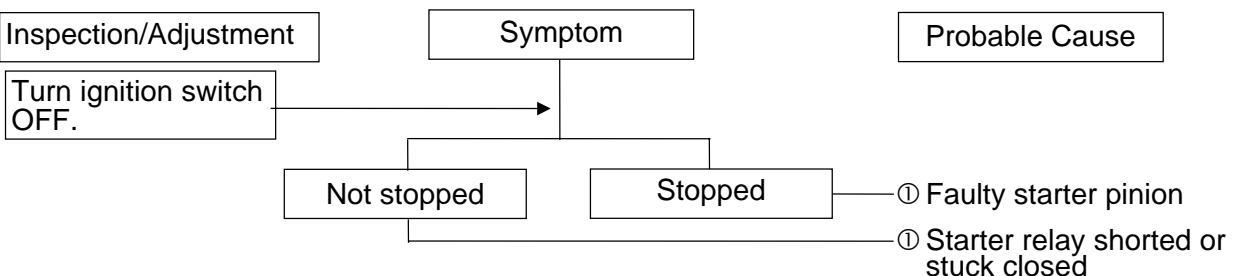 Inspection/Adjustment
Symptom
Probable Cause
Turn ignition switch
OFF.
Not stopped
Stopped
① Faulty starter pinion
① Starter relay shorted or
stuck closed